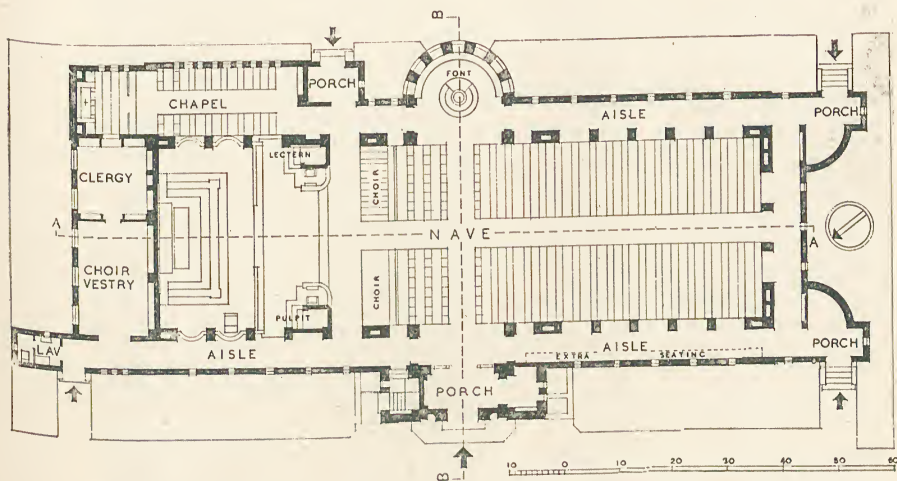 B
PORCH
FONT
CHAPEL
AISLE
PORCH
LECTERN
CLERGY
CHOIR
A
NAVE
A
CHOIR
VESTRY
CHOIR
PULPIT
LAV
AISLE
AISLE
EXTRA SEATING
PORCH
PORCH
B
10 0 10 20 30 40 50 60